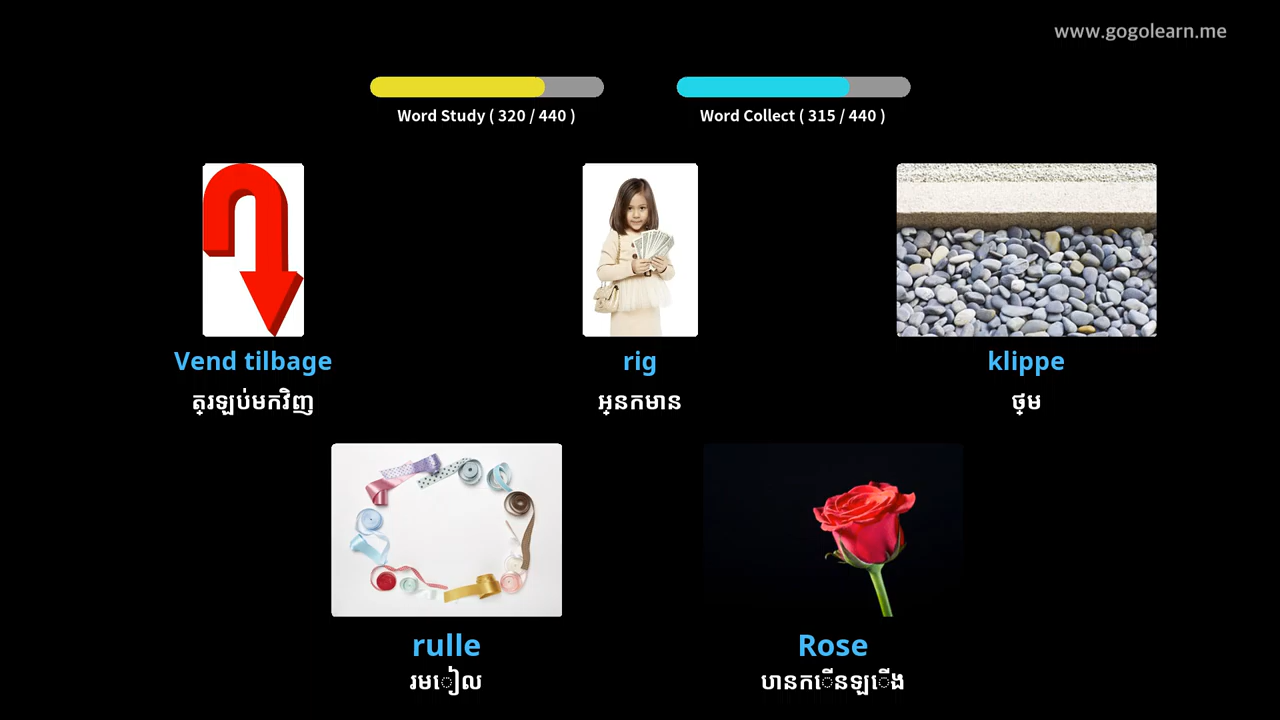 www.gogolearn.me
Word Study ( 320 / 440 )
Word Collect ( 315 / 440 )
Vend tilbage
rig
klippe
ត្រឡប់មកវិញ
អ្នកមាន
ថ្ម
rulle
Rose
រមៀល
បានកើនឡើង